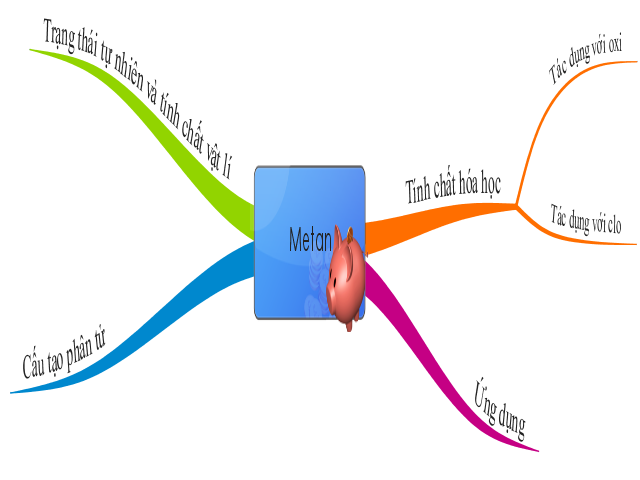 Trạng thái tự nhiên và tính chất vật lí
Tác dụng với oxi
Tính chất hóa học
Tác dụng với clo
Metan
Cấu tạo phân tử
Ứng dụng